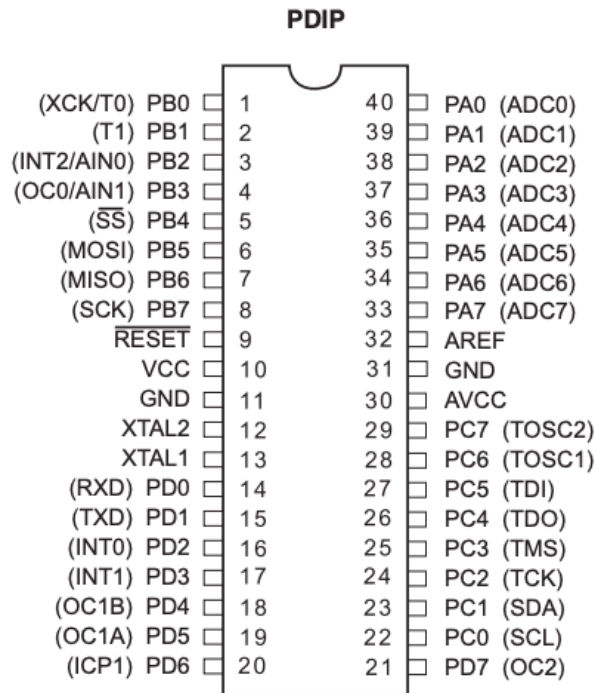 PDIP
(XCK/T0) PB0 1 40 PA0 (ADC0)
(T1) PB1 2 39 PA1 (ADC1)
(INT2/AIN0) PB2 3 38 PA2 (ADC2)
(OC0/AIN1) PB3 4 37 PA3 (ADC3)
(S̅S̅) PB4 5 36 PA4 (ADC4)
(MOSI) PB5 6 35 PA5 (ADC5)
(MISO) PB6 7 34 PA6 (ADC6)
(SCK) PB7 8 33 PA7 (ADC7)
R̅E̅S̅E̅T̅ 9 32 AREF
VCC 10 31 GND
GND 11 30 AVCC
XTAL2 12 29 PC7 (TOSC2)
XTAL1 13 28 PC6 (TOSC1)
(RXD) PD0 14 27 PC5 (TDI)
(TXD) PD1 15 26 PC4 (TDO)
(INT0) PD2 16 25 PC3 (TMS)
(INT1) PD3 17 24 PC2 (TCK)
(OC1B) PD4 18 23 PC1 (SDA)
(OC1A) PD5 19 22 PC0 (SCL)
(ICP1) PD6 20 21 PD7 (OC2)